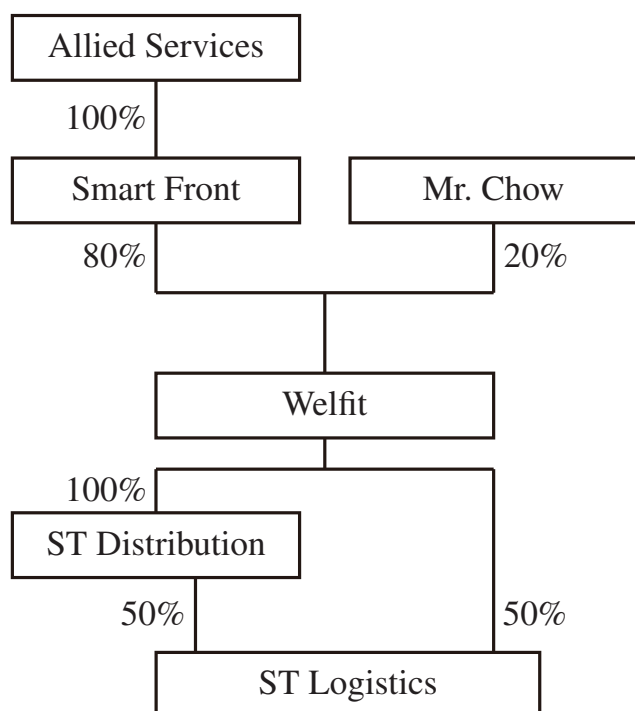 Allied Services
100%
Smart Front
Mr. Chow
80%
20%
Welfit
100%
ST Distribution
50%
50%
ST Logistics